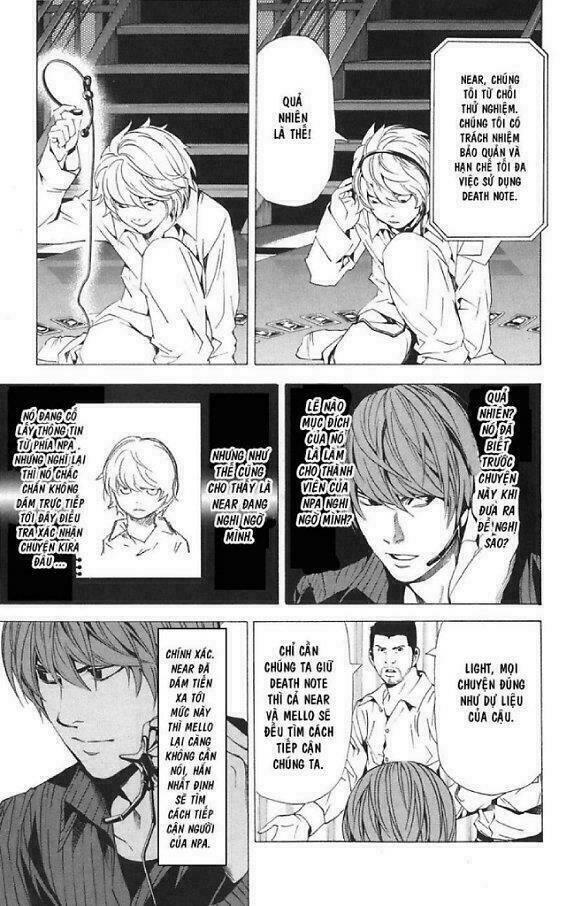 NEAR, CHÚNG
TÔI TỪ CHỐI
THỬ NGHIỆM.
CHÚNG TÔI CÓ
TRÁCH NHIỆM
BẢO QUẢN VÀ
HẠN CHẾ TỐI ĐA
VIỆC SỬ DỤNG
DEATH NOTE.
QUẢ
NHIÊN
LÀ THẾ!
QUẢ
NHIÊN?
NÓ ĐÃ
BIẾT
TRƯỚC
CHUYỆN
NÀY KHI
ĐƯA RA
ĐỀ NGHỊ
SAO?
LẼ NÀO
MỤC ĐÍCH
CỦA NÓ
LÀ LÀM
CHO THÀNH
VIÊN CỦA
NPA NGHI
NGỜ MÌNH?
NHƯNG NHƯ
THẾ CŨNG
CHO THẤY LÀ
NEAR ĐANG
NGHI NGỜ
MÌNH.
NÓ ĐANG CỐ
LẤY THÔNG TIN
TỪ PHÍA NPA.
NHƯNG NGHĨ LẠI
THÌ NÓ CHẮC
CHẮN KHÔNG
DÁM TRỰC TIẾP
TỚI ĐÂY ĐIỀU
TRA XÁC NHẬN
CHUYỆN KIRA
ĐÂU ...
LIGHT, MỌI
CHUYỆN ĐÚNG
NHƯ DỰ LIỆU
CỦA CẬU.
CHỈ CẦN
CHÚNG TA GIỮ
DEATH NOTE
THÌ CẢ NEAR
VÀ MELLO SẼ
ĐỀU TÌM CÁCH
TIẾP CẬN
CHÚNG TA.
CHÍNH XÁC.
NEAR ĐÃ
DÁM TIẾN
XA TỚI
MỨC NÀY
THÌ MELLO
LẠI CÀNG
KHÔNG CẦN
NÓI, HẮN
NHẤT ĐỊNH
SẼ TÌM
CÁCH TIẾP
CẬN NGƯỜI
CỦA NPA.